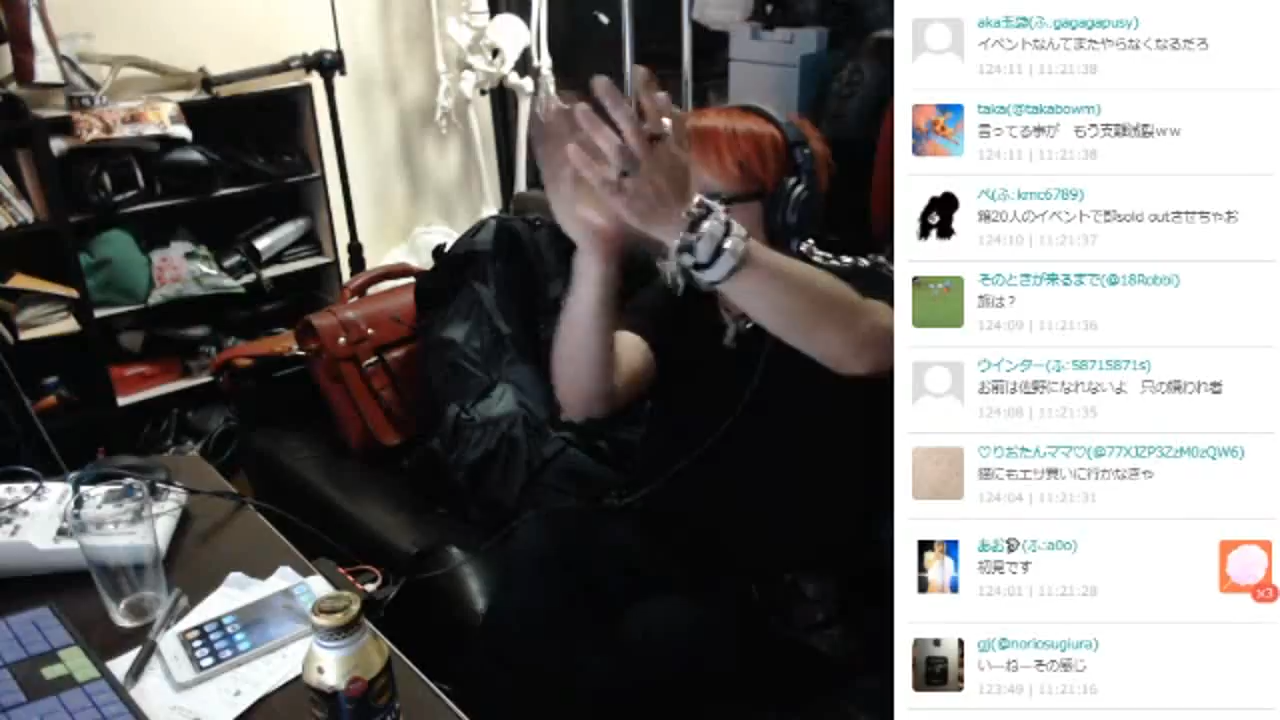 aka玉袋(ふ:gagagapusy)
イベントなんてまたやらなくなるだろ
124:11 | 11:21:38
taka(@takabowm)
言ってる事が もう支離滅裂ｗｗ
124:11 | 11:21:38
ペ(ふ:kmc6789)
箱20人のイベントで即sold outさせちゃお
124:10 | 11:21:37
そのときが来るまで(@18Robbi)
旅は？
124:09 | 11:21:36
ウインター(ふ:58715871s)
お前は佐野になれないよ 只の嫌われ者
124:08 | 11:21:35
♡りおたんママ♡(@77XJZP3ZzM0zQW6)
猫にもエサ買いに行かなきゃ
124:04 | 11:21:31
あお(ふ:a0o)
初見です
124:01 | 11:21:28
x3
gj(@noriosugiura)
いーねーその感じ
123:49 | 11:21:16